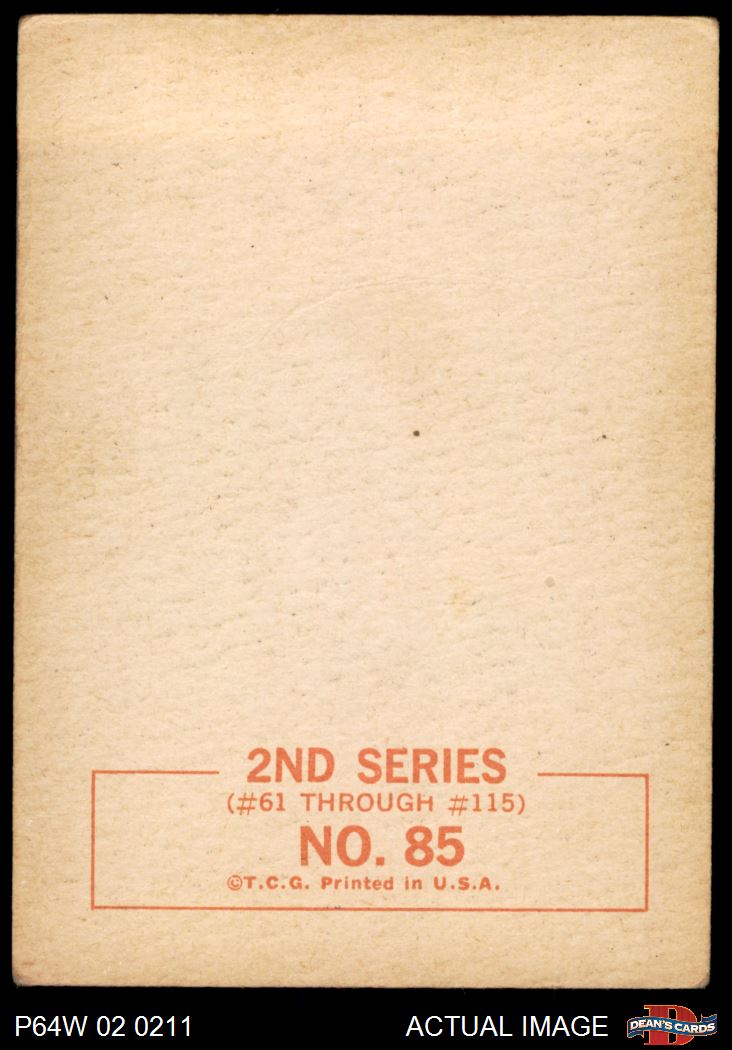 2ND SERIES
(#61 THROUGH #115)
NO. 85
©T.C.G. Printed in U.S.A.
P64W 02 0211
ACTUAL IMAGE
D
DEAN'S CARDS